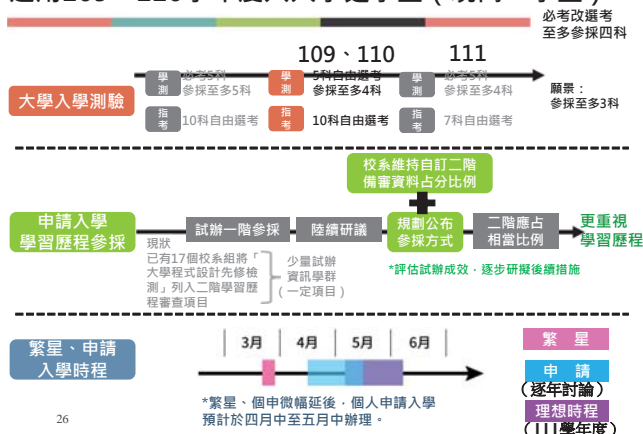 必考改選考
至多參採四科
109、110
111
大學入學測驗
學測
必考5科
參採至多5科
學測
5科自由選考
參採至多4科
學測
必考5科
參採至多4科
願景：
參採至多3科
指考
10科自由選考
指考
10科自由選考
指考
7科自由選考
校系維持自訂二階
備審資料占分比例
申請入學
學習歷程參採
試辦一階參採
陸續研議
規劃公布
參採方式
二階應占
相當比例
更重視
學習歷程
現狀
已有17個校系組將「
大學程式設計先修檢
測」列入二階學習歷
程審查項目
少量試辦
資訊學群
（一定項目）
*評估試辦成效，逐步研擬後續措施
繁星、申請
入學時程
3月
4月
5月
6月
繁 星
申 請
（逐年討論）
理想時程
（111學年度）
*繁星、個申微幅延後，個人申請入學
預計於四月中至五月中辦理。
26